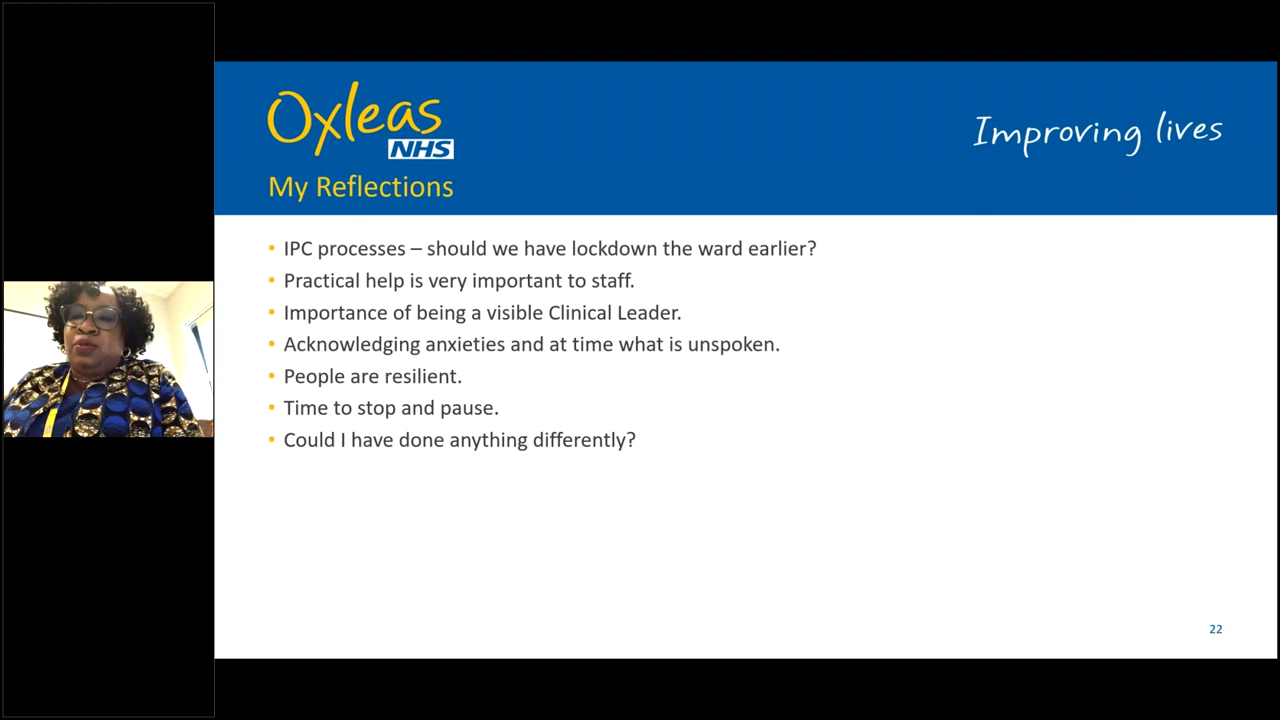 Oxleas
NHS
Improving lives
My Reflections
• IPC processes – should we have lockdown the ward earlier?
• Practical help is very important to staff.
• Importance of being a visible Clinical Leader.
• Acknowledging anxieties and at time what is unspoken.
• People are resilient.
• Time to stop and pause.
• Could I have done anything differently?
22